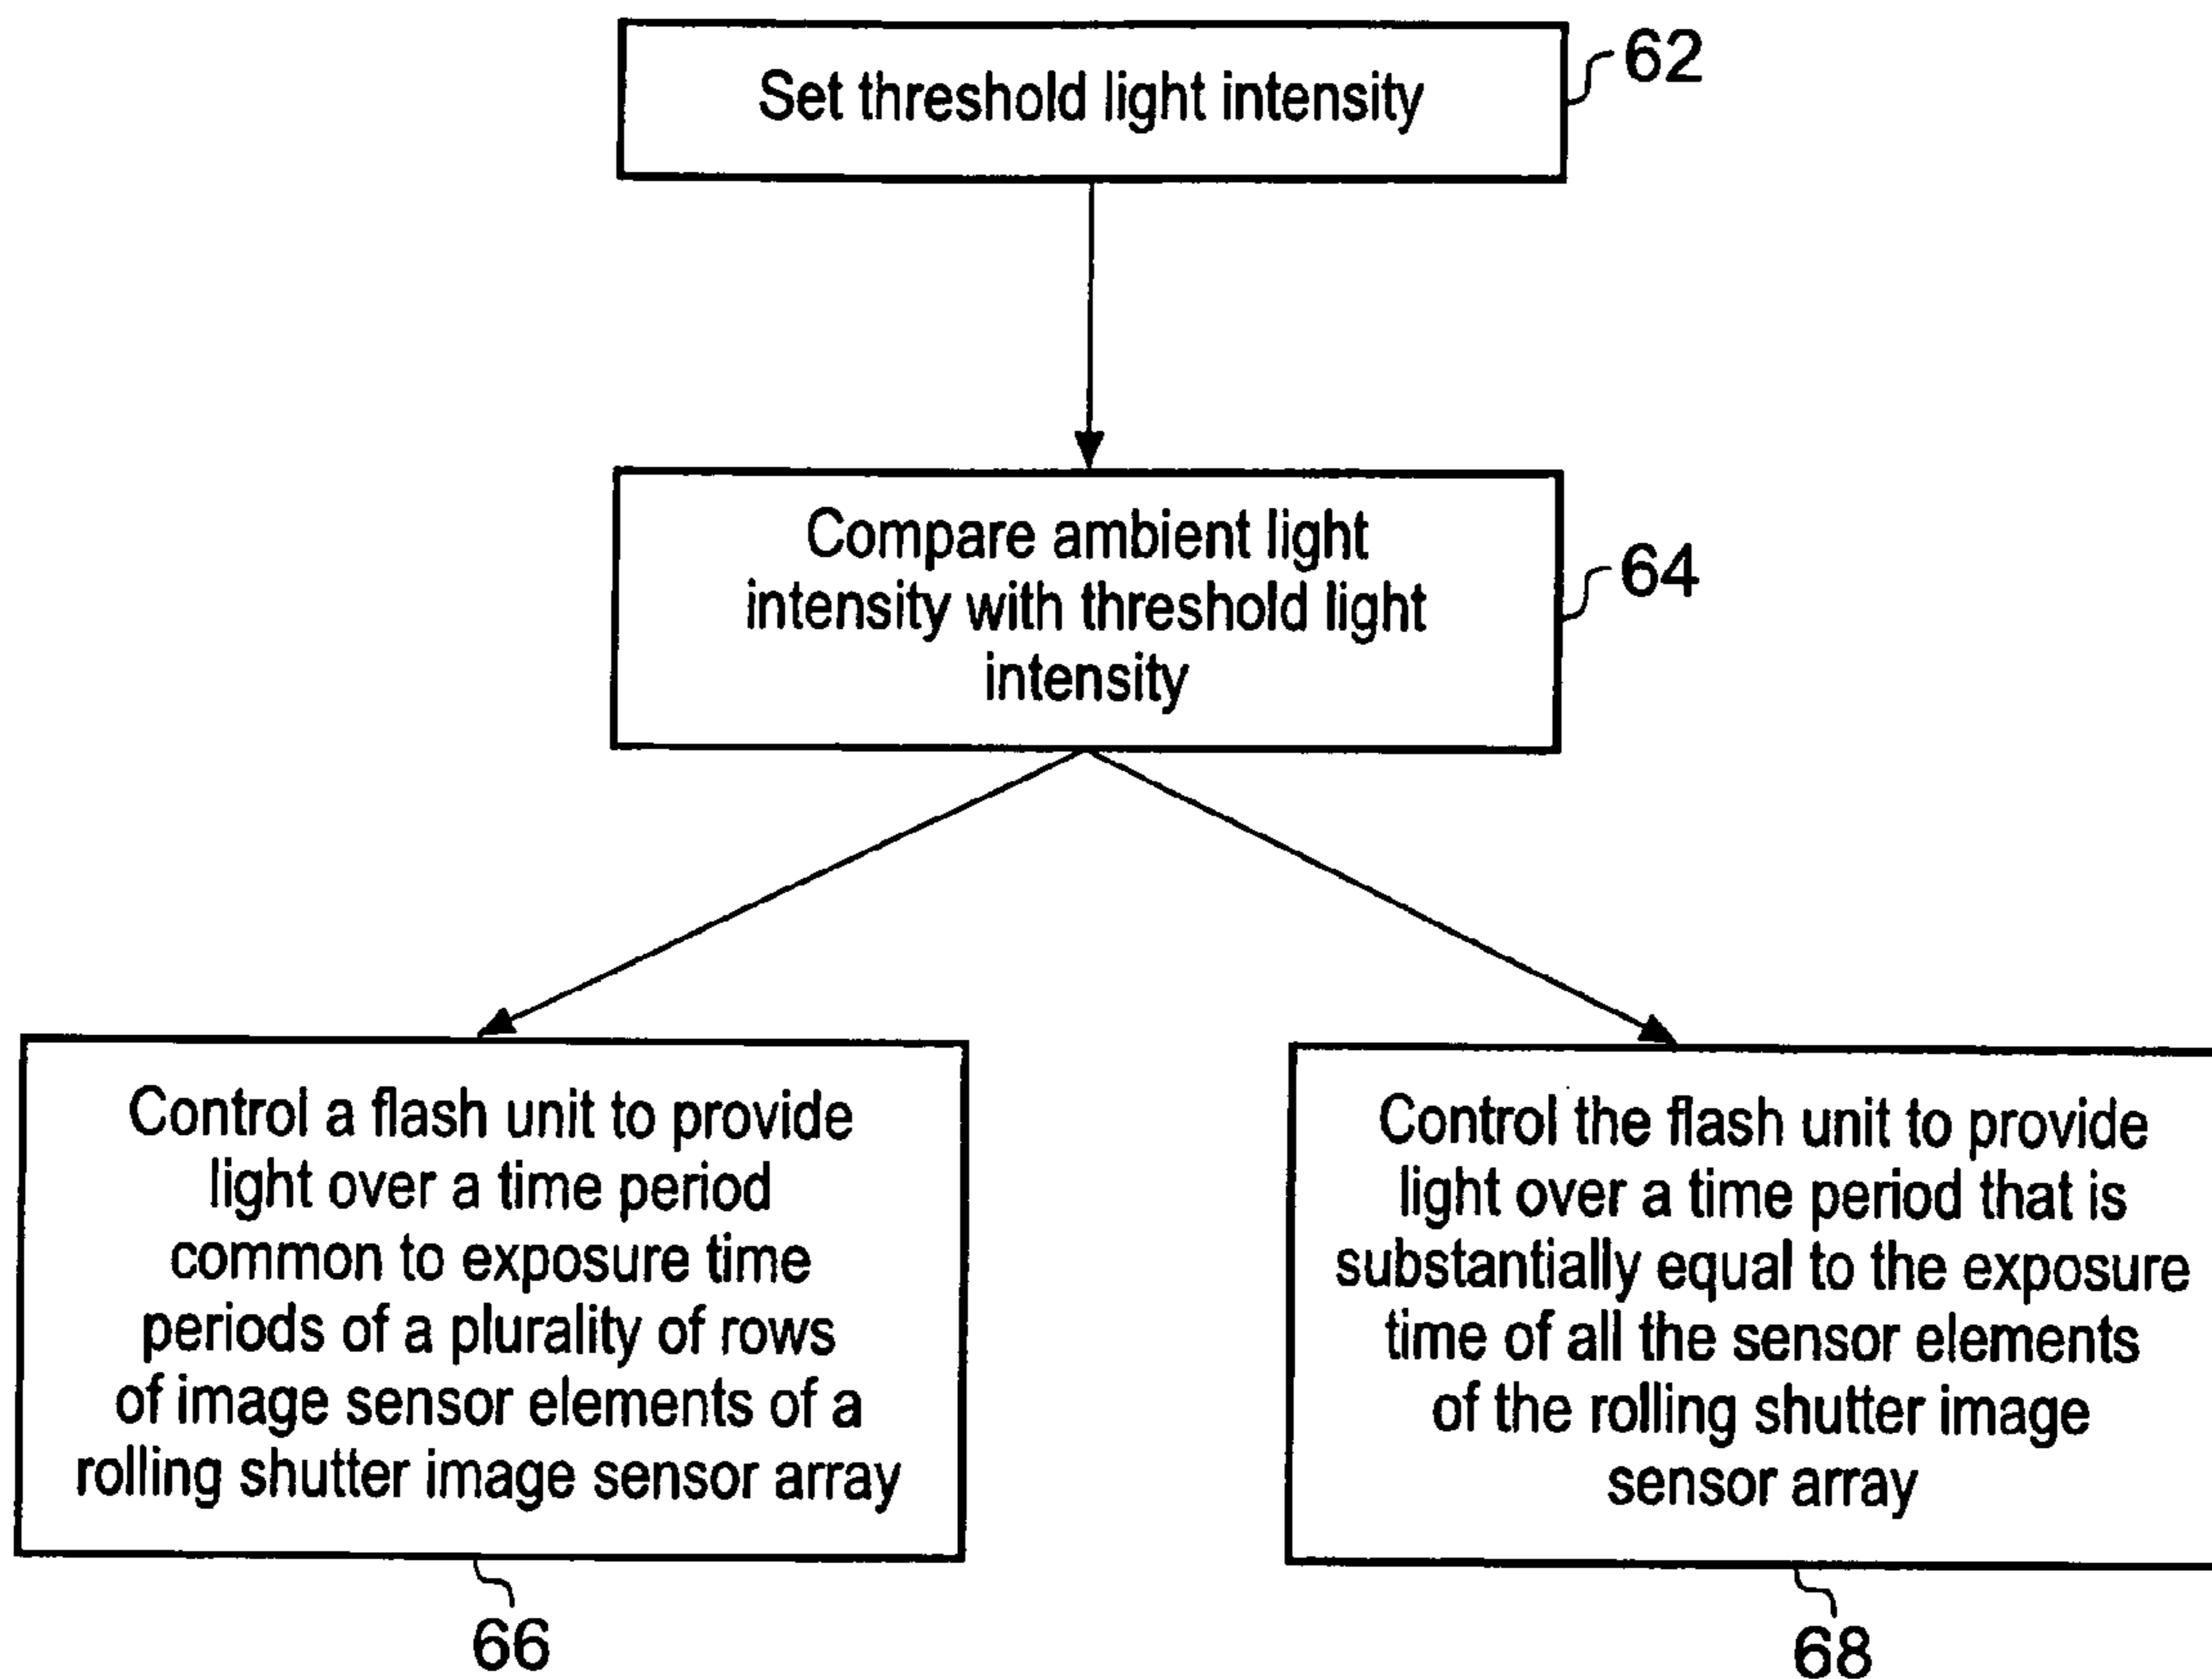 Set threshold light intensity
62
Compare ambient light
intensity with threshold light
intensity
64
Control a flash unit to provide
light over a time period
common to exposure time
periods of a plurality of rows
of image sensor elements of a
rolling shutter image sensor array
66
Control the flash unit to provide
light over a time period that is
substantially equal to the exposure
time of all the sensor elements
of the rolling shutter image
sensor array
68